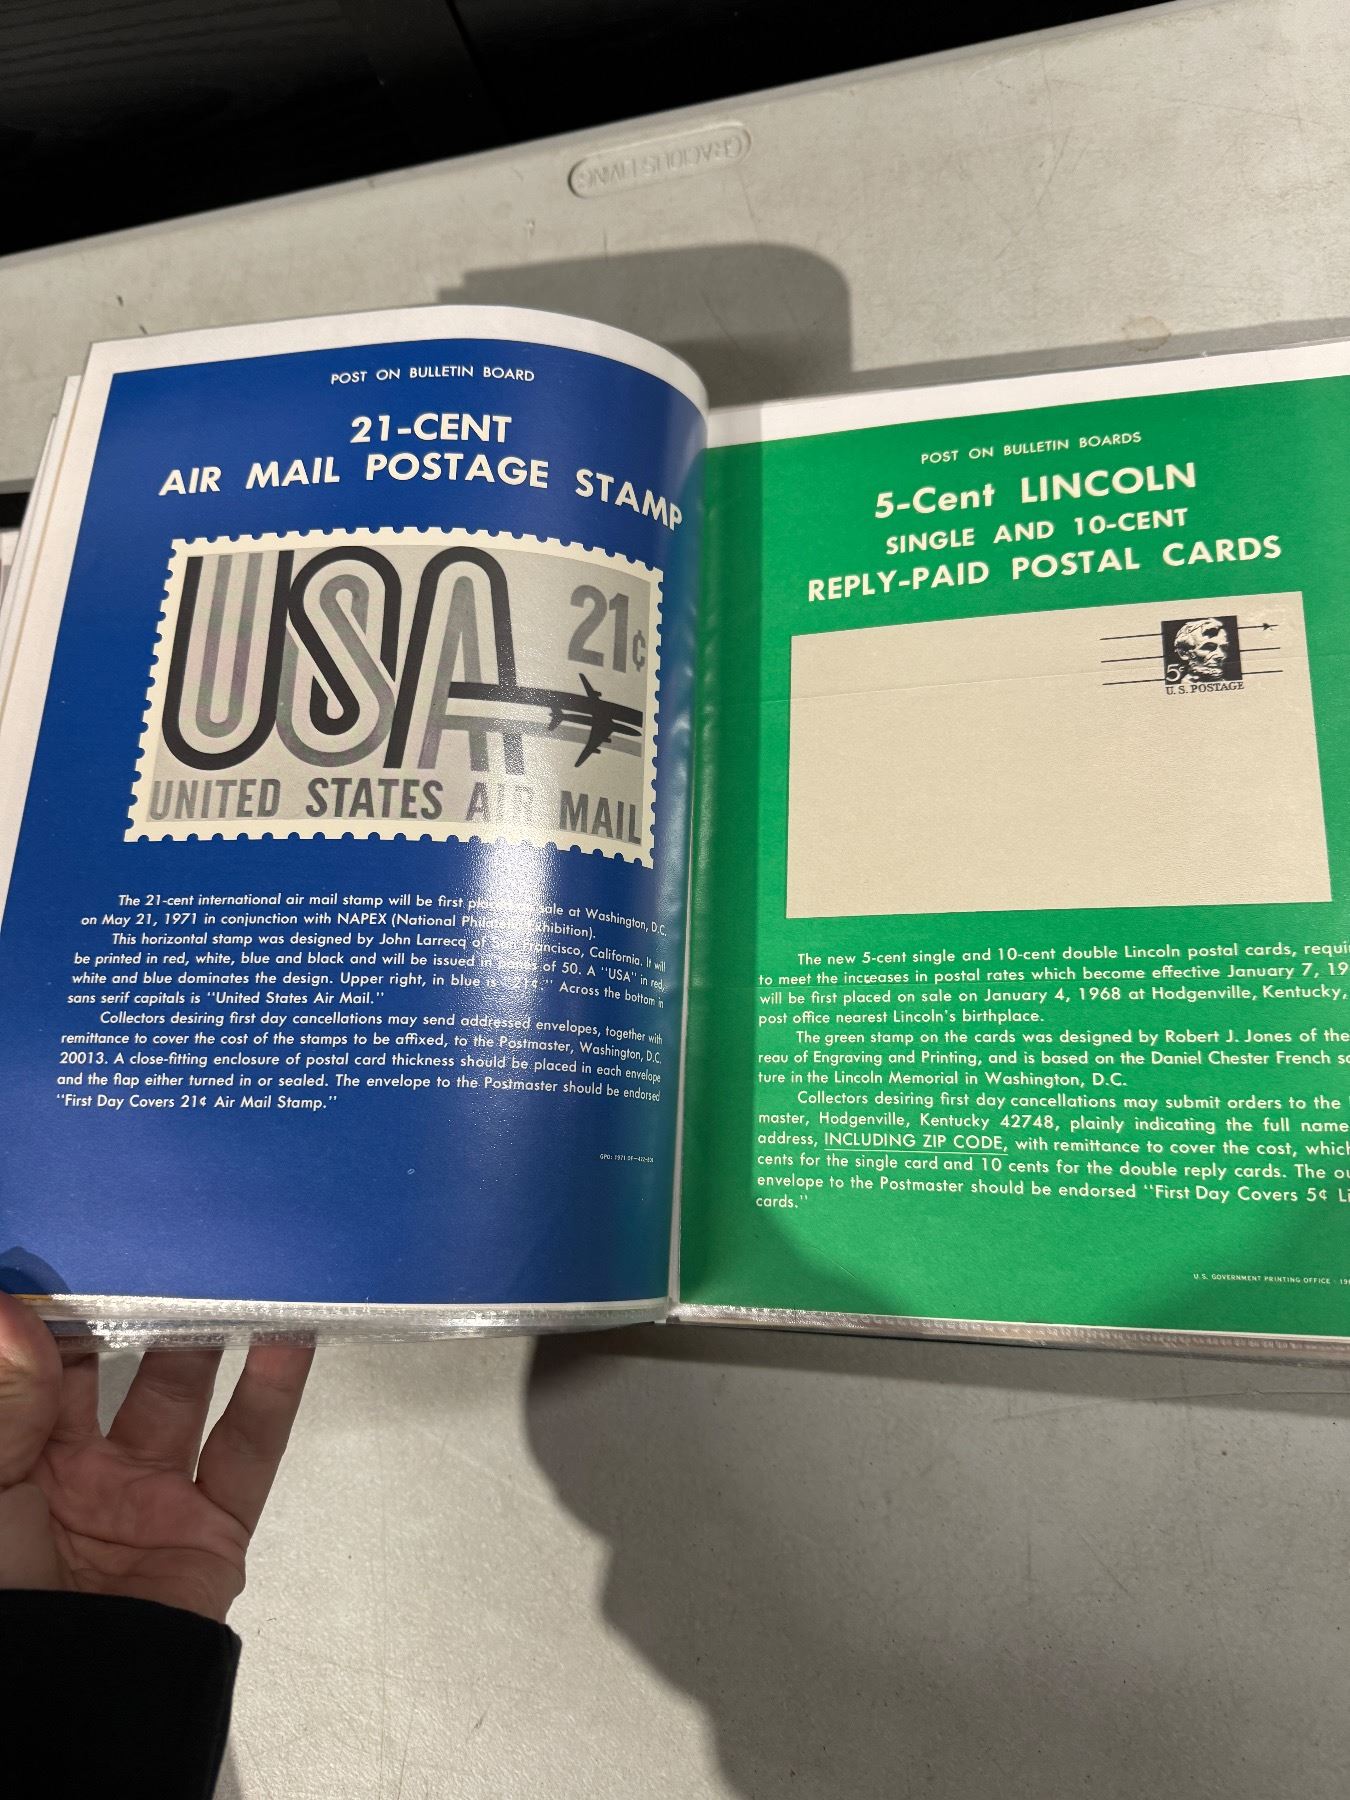 GRACIOUS LIVING
POST ON BULLETIN BOARD
21-CENT
AIR MAIL POSTAGE STAMP
USA
21¢
UNITED STATES AIR MAIL
The 21-cent international air mail stamp will be first sale at Washington, D.C.
on May 21, 1971 in conjunction with NAPEX (National Philatelic Exhibition).
This horizontal stamp was designed by John Larrecq of San Francisco, California. It will
be printed in red, white, blue and black and will be issued in of 50. A "USA" in red,
white and blue dominates the design. Upper right, in blue is "21¢." Across the bottom in
sans serif capitals is "United States Air Mail."
Collectors desiring first day cancellations may send addressed envelopes, together with
remittance to cover the cost of the stamps to be affixed, to the Postmaster, Washington, D.C.
20013. A close-fitting enclosure of postal card thickness should be placed in each envelope
and the flap either turned in or sealed. The envelope to the Postmaster should be endorsed
"First Day Covers 21¢ Air Mail Stamp."
GPO: 1971 OF
POST ON BULLETIN BOARDS
5-Cent LINCOLN
SINGLE AND 10-CENT
REPLY-PAID POSTAL CARDS
5¢
U.S. POSTAGE
The new 5-cent single and 10-cent double Lincoln postal cards, requi
to meet the increases in postal rates which become effective January 7, 19
will be first placed on sale on January 4, 1968 at Hodgenville, Kentucky,
post office nearest Lincoln's birthplace.
The green stamp on the cards was designed by Robert J. Jones of the
reau of Engraving and Printing, and is based on the Daniel Chester French sc
ture in the Lincoln Memorial in Washington, D.C.
Collectors desiring first day cancellations may submit orders to the
master, Hodgenville, Kentucky 42748, plainly indicating the full name
address, INCLUDING ZIP CODE, with remittance to cover the cost, which
cents for the single card and 10 cents for the double reply cards. The ou
envelope to the Postmaster should be endorsed "First Day Covers 5¢ Li
cards."
U.S. GOVERNMENT PRINTING OFFICE · 19